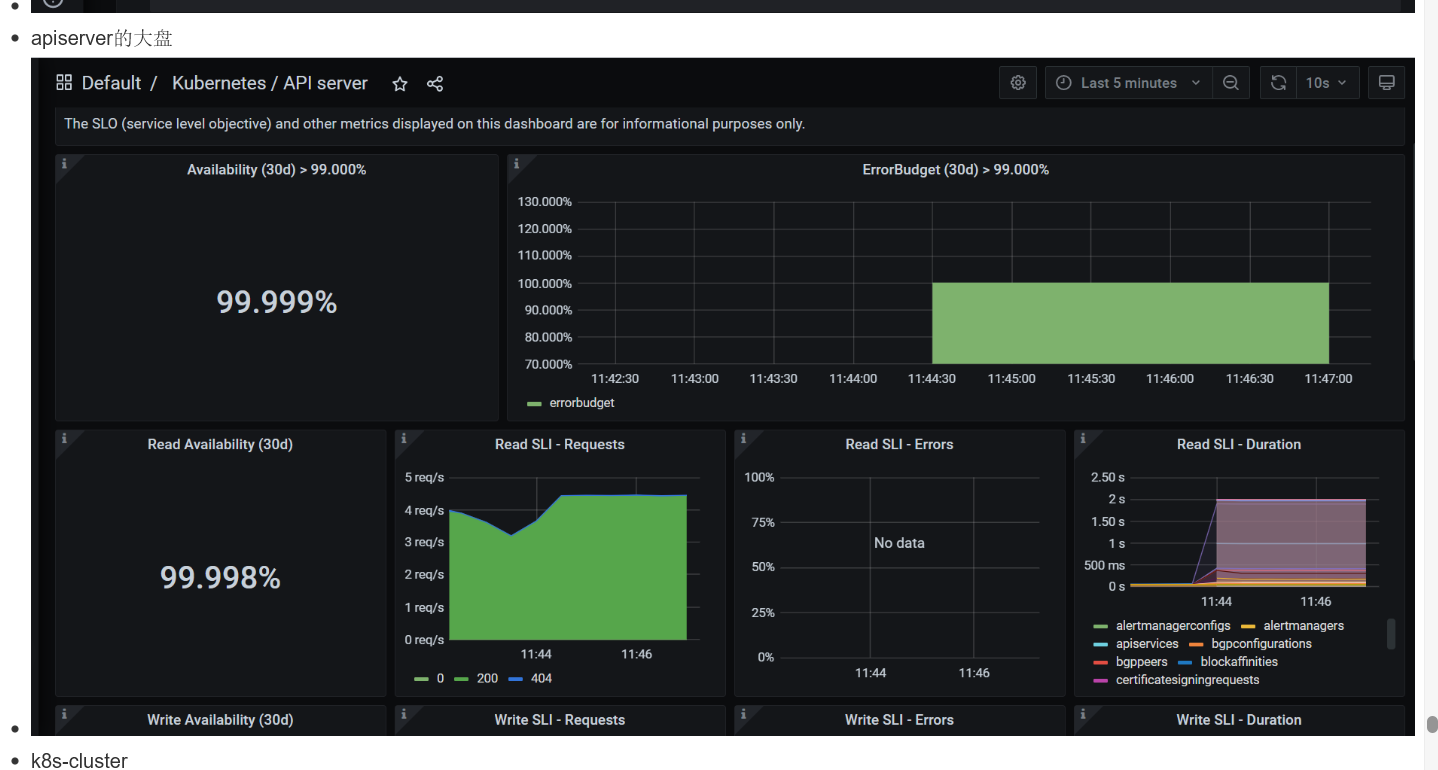 apiserver的大盘
Default / Kubernetes / API server
Last 5 minutes
10s
The SLO (service level objective) and other metrics displayed on this dashboard are for informational purposes only.
Availability (30d) > 99.000%
99.999%
ErrorBudget (30d) > 99.000%
130.000%
120.000%
110.000%
100.000%
90.000%
80.000%
70.000%
11:42:30 11:43:00 11:43:30 11:44:00 11:44:30 11:45:00 11:45:30 11:46:00 11:46:30 11:47:00
errorbudget
Read Availability (30d)
99.998%
Read SLI - Requests
5 req/s
4 req/s
3 req/s
2 req/s
1 req/s
0 req/s
11:44 11:46
0 200 404
Read SLI - Errors
100%
75%
No data
50%
25%
0%
11:44 11:46
Read SLI - Duration
2.50 s
2 s
1.50 s
1 s
500 ms
0 s
11:44 11:46
alertmanagerconfigs alertmanagers
apiservices bgpconfigurations
bgppeers blockaffinities
certificatesigningrequests
Write Availability (30d)
Write SLI - Requests
Write SLI - Errors
Write SLI - Duration
k8s-cluster